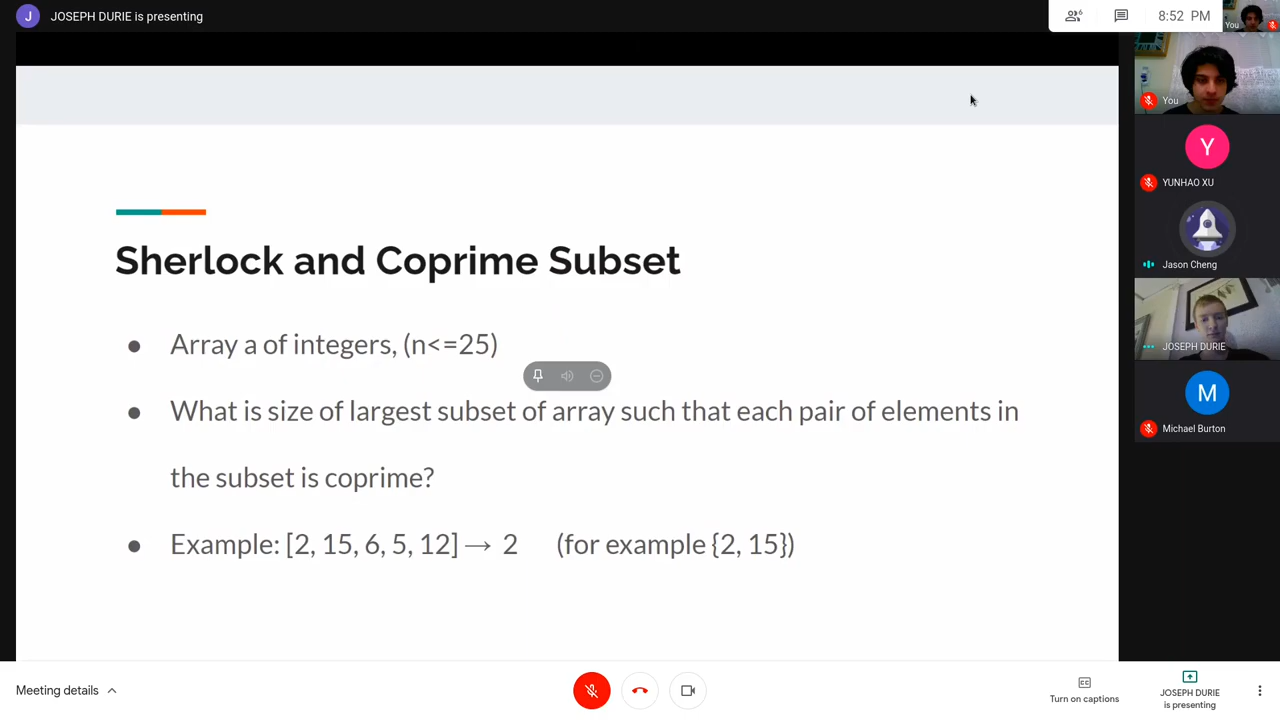 J
JOSEPH DURIE is presenting
6
8:52 PM
You
Sherlock and Coprime Subset
● Array a of integers, (n<=25)
● What is size of largest subset of array such that each pair of elements in
the subset is coprime?
● Example: [2, 15, 6, 5, 12] → 2 (for example {2, 15})
You
Y
YUNHAO XU
Jason Cheng
JOSEPH DURIE
M
Michael Burton
Meeting details
CC
Turn on captions
JOSEPH DURIE
is presenting